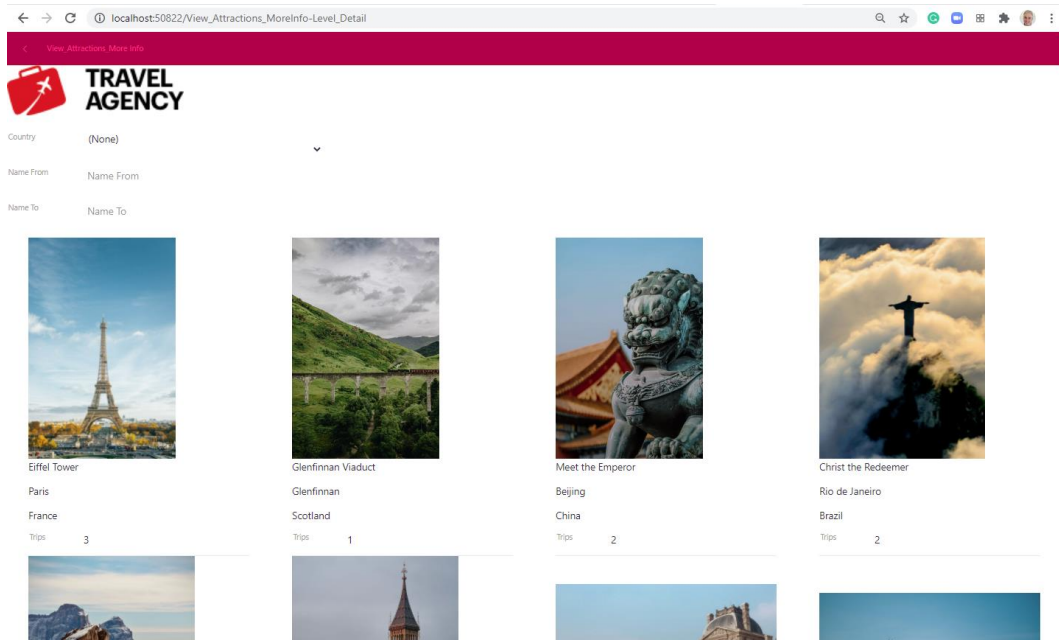 localhost:50822/View_Attractions_MoreInfo-Level_Detail
View_Attractions_More Info
TRAVEL
AGENCY
Country (None)
Name From Name From
Name To Name To
Eiffel Tower Glenfinnan Viaduct Meet the Emperor Christ the Redeemer
Paris Glenfinnan Beijing Rio de Janeiro
France Scotland China Brazil
Trips 3 Trips 1 Trips 2 Trips 2